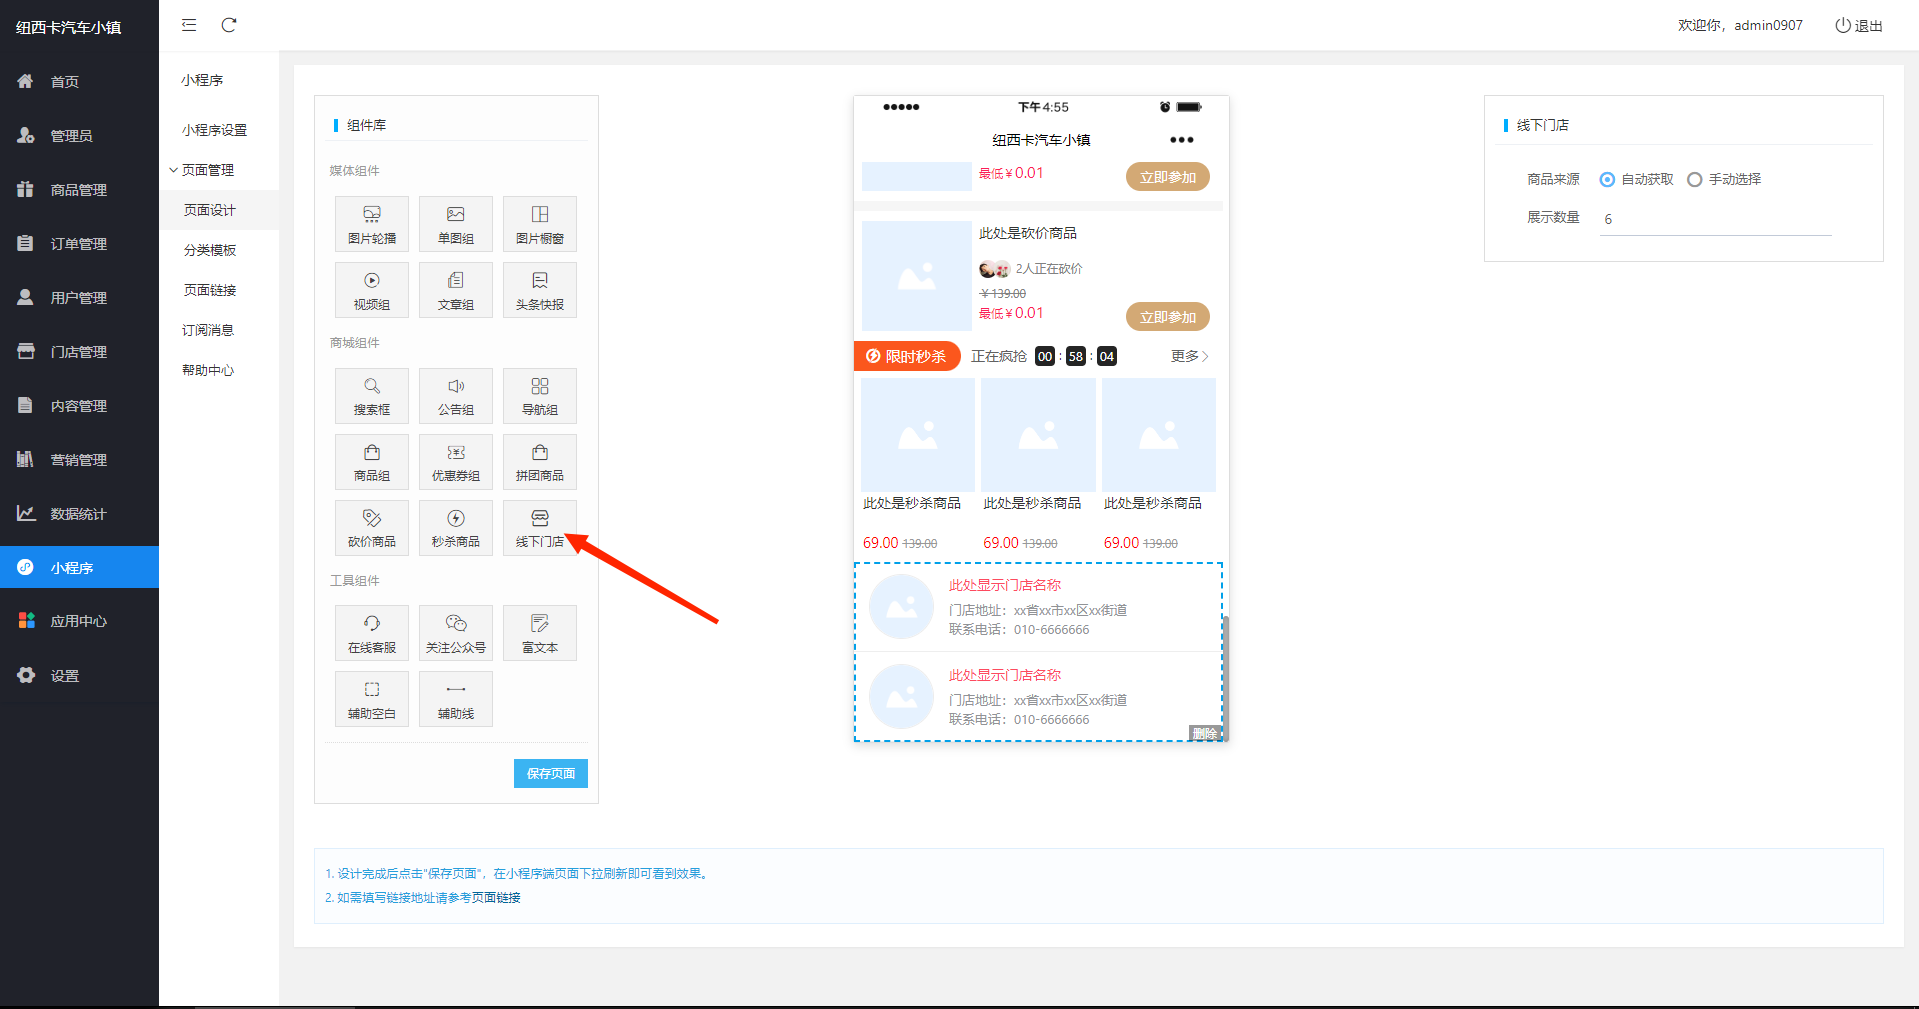 纽西卡汽车小镇
欢迎你，admin0907
退出
首页
管理员
商品管理
订单管理
用户管理
门店管理
内容管理
营销管理
数据统计
小程序
应用中心
设置
小程序
小程序设置
页面管理
页面设计
分类模板
页面链接
订阅消息
帮助中心
组件库
媒体组件
图片轮播 单图组 图片橱窗
视频组 文章组 头条快报
商城组件
搜索框 公告组 导航组
商品组 优惠券组 拼团商品
砍价商品 秒杀商品 线下门店
工具组件
在线客服 关注公众号 富文本
辅助空白 辅助线
保存页面
下午4:55
纽西卡汽车小镇
最低￥0.01 立即参加
此处是砍价商品
2人正在砍价
￥139.00
最低￥0.01 立即参加
限时秒杀 正在疯抢 00 : 58 : 04 更多
此处是秒杀商品 此处是秒杀商品 此处是秒杀商品
69.00 139.00 69.00 139.00 69.00 139.00
此处显示门店名称
门店地址：xx省xx市xx区xx街道
联系电话：010-6666666
此处显示门店名称
门店地址：xx省xx市xx区xx街道
联系电话：010-6666666
删除
线下门店
商品来源 自动获取 手动选择
展示数量 6
1. 设计完成后点击"保存页面"，在小程序端页面下拉刷新即可看到效果。
2. 如需填写链接地址请参考页面链接